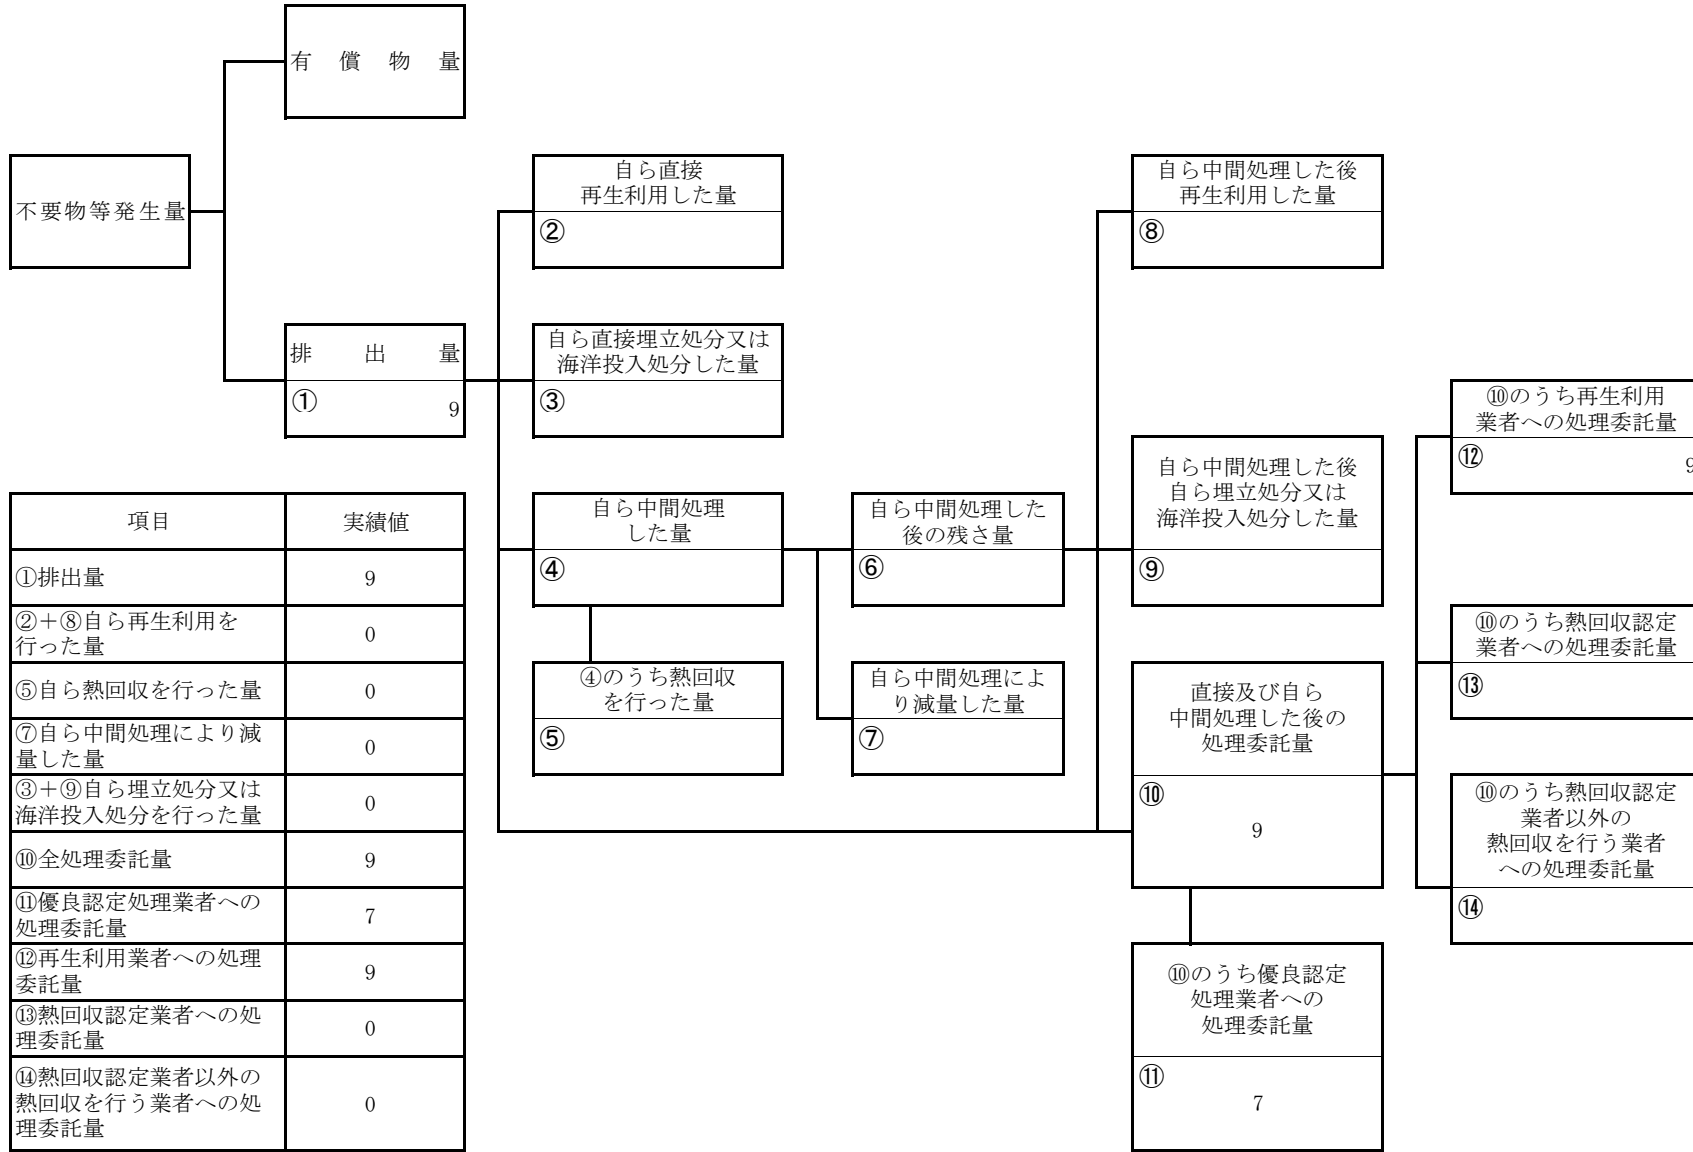 有償物量
不要物等発生量
排出量
①
9
自ら直接
再生利用した量
②
自ら直接埋立処分又は
海洋投入処分した量
③
自ら中間処理
した量
④
④のうち熱回収
を行った量
⑤
自ら中間処理した
後の残さ量
⑥
自ら中間処理によ
り減量した量
⑦
自ら中間処理した後
再生利用した量
⑧
自ら中間処理した後
自ら埋立処分又は
海洋投入処分した量
⑨
直接及び自ら
中間処理した後の
処理委託量
⑩
9
⑩のうち優良認定
処理業者への
処理委託量
⑪
7
⑩のうち再生利用
業者への処理委託量
⑫
9
⑩のうち熱回収認定
業者への処理委託量
⑬
⑩のうち熱回収認定
業者以外の
熱回収を行う業者
への処理委託量
⑭
項目 実績値
①排出量 9
②＋⑧自ら再生利用を
行った量 0
⑤自ら熱回収を行った量 0
⑦自ら中間処理により減
量した量 0
③＋⑨自ら埋立処分又は
海洋投入処分を行った量 0
⑩全処理委託量 9
⑪優良認定処理業者への
処理委託量 7
⑫再生利用業者への処理
委託量 9
⑬熱回収認定業者への処
理委託量 0
⑭熱回収認定業者以外の
熱回収を行う業者への処
理委託量 0